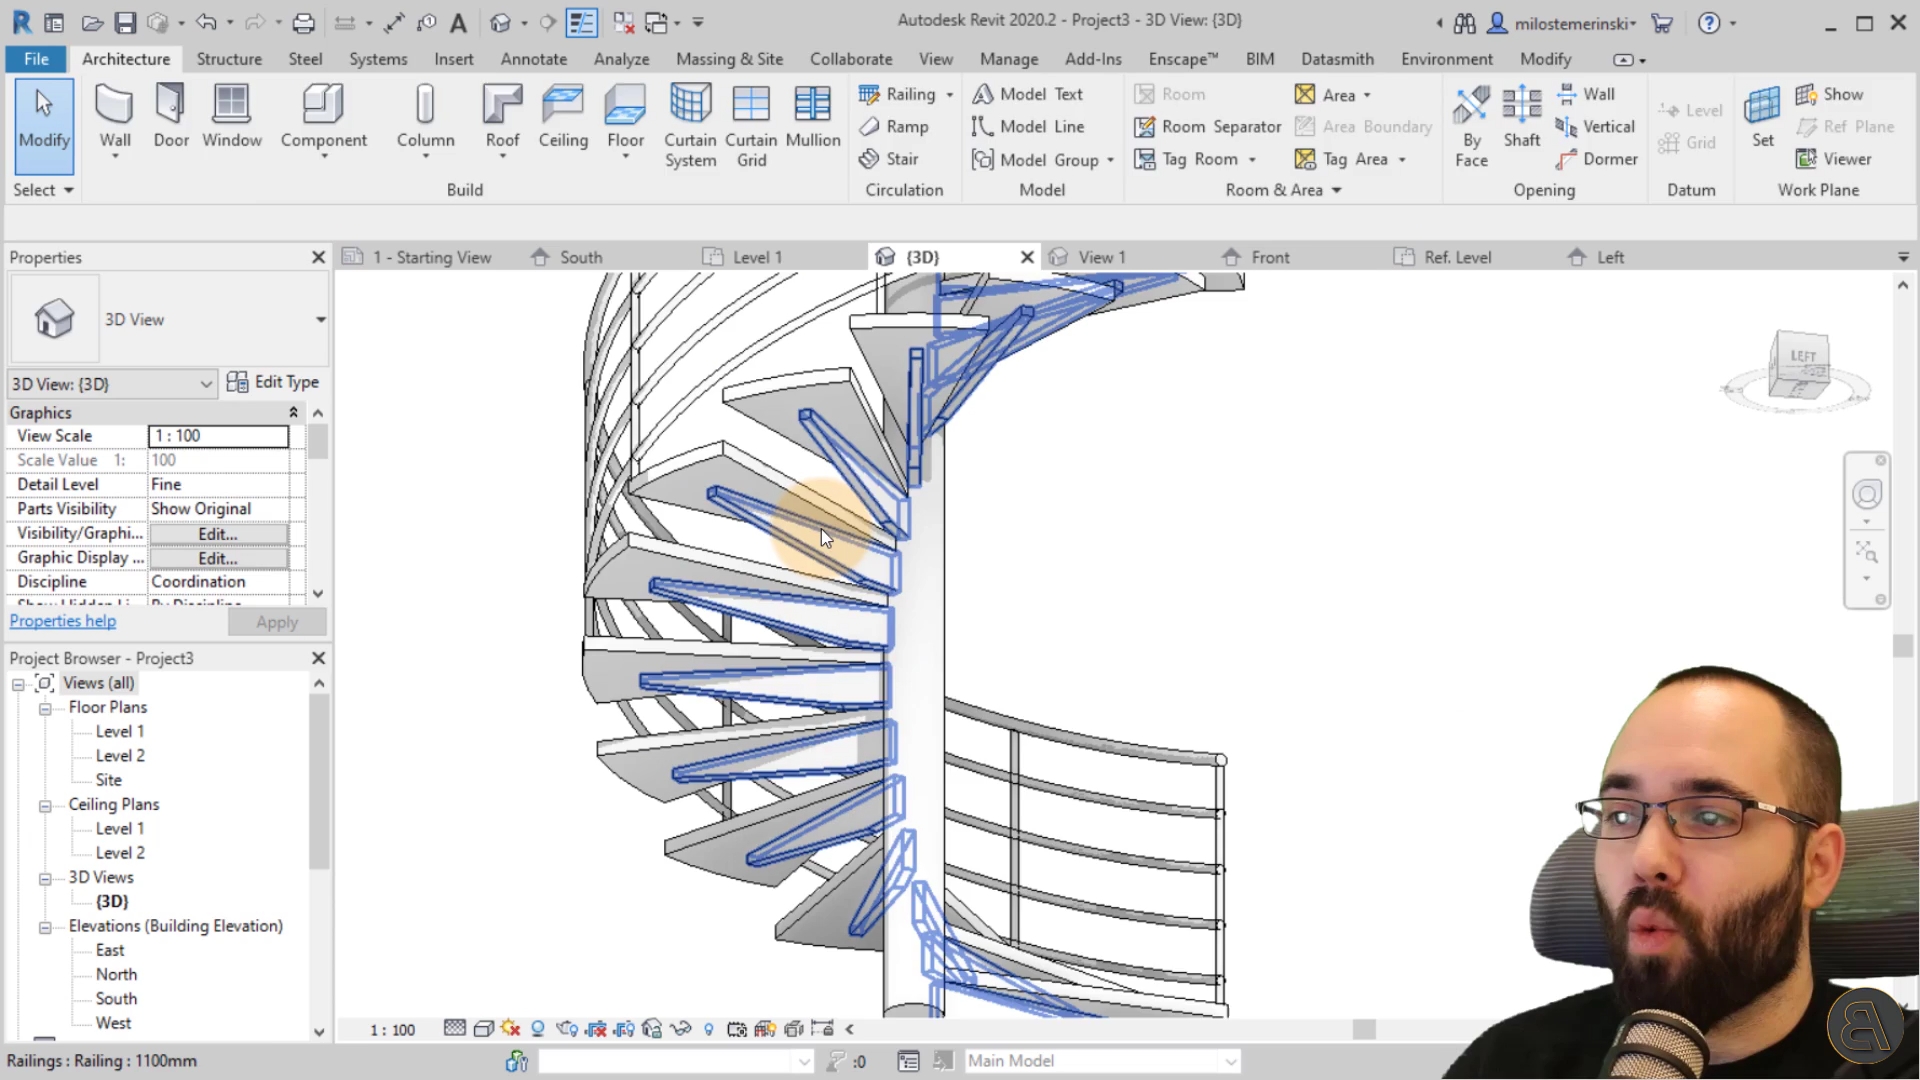 Autodesk Revit 2020.2 - Project3 - 3D View: {3D}
milostemerinski
File Architecture Structure Steel Systems Insert Annotate Analyze Massing & Site Collaborate View Manage Add-Ins Enscape™ BIM Datasmith Environment Modify
Modify Wall Door Window Component Column Roof Ceiling Floor Curtain System Curtain Grid Mullion
Railing Ramp Stair
Model Text Model Line Model Group
Room Room Separator Tag Room
Area Area Boundary Tag Area
By Face Shaft Wall Vertical Dormer
Level Grid
Set Show Ref Plane Viewer
Select Build Circulation Model Room & Area Opening Datum Work Plane
Properties
1 - Starting View South Level 1 {3D} View 1 Front Ref. Level Left
3D View
3D View: {3D} Edit Type
Graphics
View Scale 1 : 100
Scale Value 1: 100
Detail Level Fine
Parts Visibility Show Original
Visibility/Graphi... Edit...
Graphic Display ... Edit...
Discipline Coordination
Properties help Apply
LEFT
Project Browser - Project3
Views (all)
Floor Plans
Level 1
Level 2
Site
Ceiling Plans
Level 1
Level 2
3D Views
{3D}
Elevations (Building Elevation)
East
North
South
West
1 : 100
Railings : Railing : 1100mm
:0
Main Model